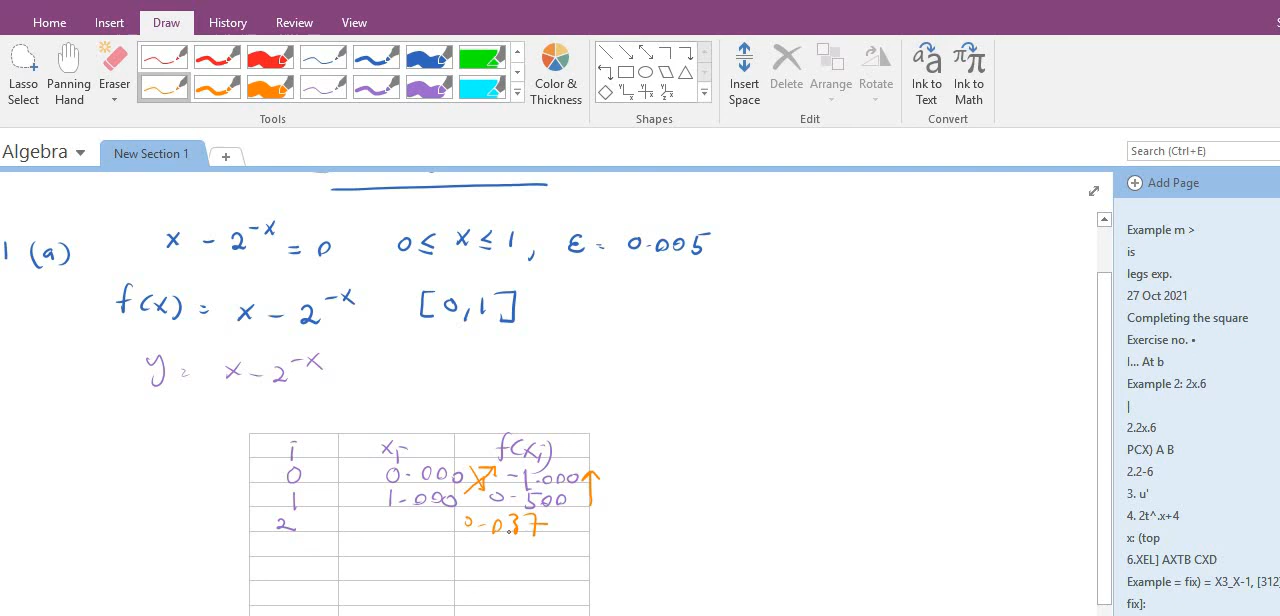 Home Insert Draw History Review View
Lasso Select
Panning Hand
Eraser
Color & Thickness
Insert Space
Delete
Arrange
Rotate
Ink to Text
Ink to Math
Tools Shapes Edit Convert
Algebra New Section 1 +
Search (Ctrl+E)
Add Page
1 (a) x - 2^{-x} = 0 0 ≤ x ≤ 1, ε = 0.005
f(x) = x - 2^{-x} [0,1]
y = x - 2^{-x}
i x_i f(x_i)
0 0.000 -1.000
1 1.000 0.500
2 0.037
Example m >
is
legs exp.
27 Oct 2021
Completing the square
Exercise no. •
I... At b
Example 2: 2x.6
|
2.2x.6
PCX) A B
2.2-6
3. u'
4. 2t^.x+4
x: (top
6.XEL] AXTB CXD
Example = fix) = X3_X-1, [312]
fix]: